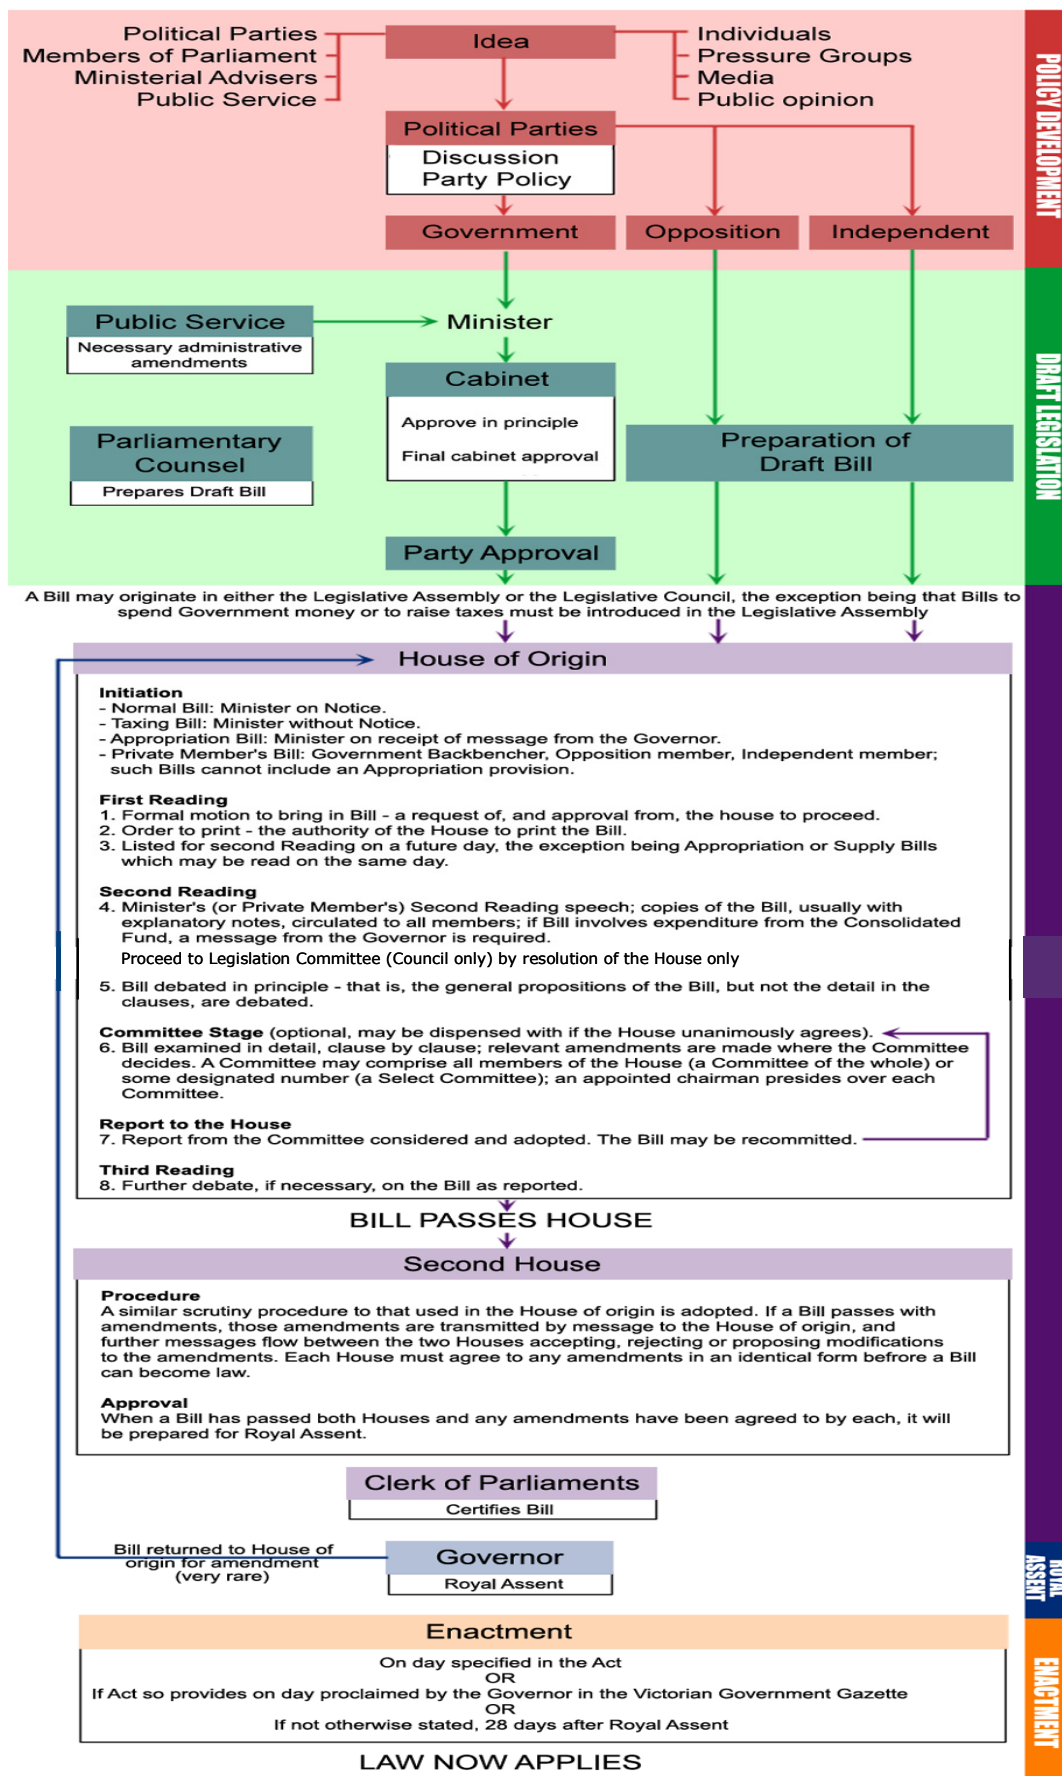 Political Parties
Members of Parliament
Ministerial Advisers
Public Service
Idea
Individuals
Pressure Groups
Media
Public opinion
POLICY DEVELOPMENT
Political Parties
Discussion
Party Policy
Government
Opposition
Independent
Public Service
Necessary administrative
amendments
Minister
Cabinet
Approve in principle
Final cabinet approval
Parliamentary
Counsel
Prepares Draft Bill
Preparation of
Draft Bill
DRAFT LEGISLATION
Party Approval
A Bill may originate in either the Legislative Assembly or the Legislative Council, the exception being that Bills to
spend Government money or to raise taxes must be introduced in the Legislative Assembly
House of Origin
Initiation
- Normal Bill: Minister on Notice.
- Taxing Bill: Minister without Notice.
- Appropriation Bill: Minister on receipt of message from the Governor.
- Private Member's Bill: Government Backbencher, Opposition member, Independent member;
such Bills cannot include an Appropriation provision.
First Reading
1. Formal motion to bring in Bill - a request of, and approval from, the house to proceed.
2. Order to print - the authority of the House to print the Bill.
3. Listed for second Reading on a future day, the exception being Appropriation or Supply Bills
which may be read on the same day.
Second Reading
4. Minister's (or Private Member's) Second Reading speech; copies of the Bill, usually with
explanatory notes, circulated to all members; if Bill involves expenditure from the Consolidated
Fund, a message from the Governor is required.
Proceed to Legislation Committee (Council only) by resolution of the House only
5. Bill debated in principle - that is, the general propositions of the Bill, but not the detail in the
clauses, are debated.
Committee Stage (optional, may be dispensed with if the House unanimously agrees).
6. Bill examined in detail, clause by clause; relevant amendments are made where the Committee
decides. A Committee may comprise all members of the House (a Committee of the whole) or
some designated number (a Select Committee); an appointed chairman presides over each
Committee.
Report to the House
7. Report from the Committee considered and adopted. The Bill may be recommitted.
Third Reading
8. Further debate, if necessary, on the Bill as reported.
BILL PASSES HOUSE
Second House
Procedure
A similar scrutiny procedure to that used in the House of origin is adopted. If a Bill passes with
amendments, those amendments are transmitted by message to the House of origin, and
further messages flow between the two Houses accepting, rejecting or proposing modifications
to the amendments. Each House must agree to any amendments in an identical form befrore a Bill
can become law.
Approval
When a Bill has passed both Houses and any amendments have been agreed to by each, it will
be prepared for Royal Assent.
Clerk of Parliaments
Certifies Bill
Bill returned to House of
origin for amendment
(very rare)
Governor
Royal Assent
ROYAL
ASSENT
Enactment
On day specified in the Act
OR
If Act so provides on day proclaimed by the Governor in the Victorian Government Gazette
OR
If not otherwise stated, 28 days after Royal Assent
ENACTMENT
LAW NOW APPLIES